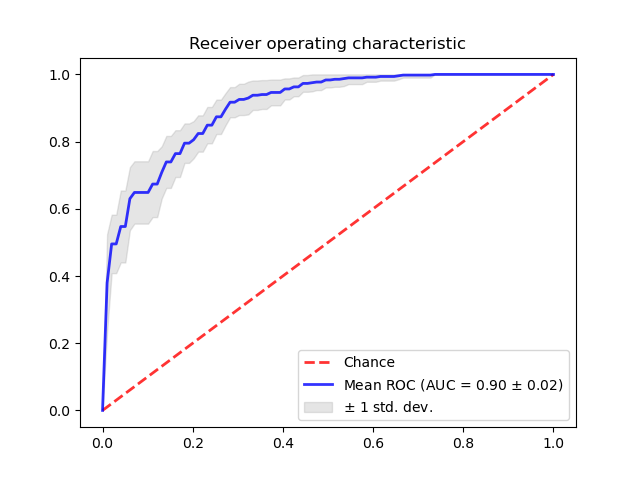 Receiver operating characteristic
1.0
0.8
0.6
0.4
0.2
0.0
Chance
Mean ROC (AUC = 0.90 ± 0.02)
± 1 std. dev.
0.0 0.2 0.4 0.6 0.8 1.0